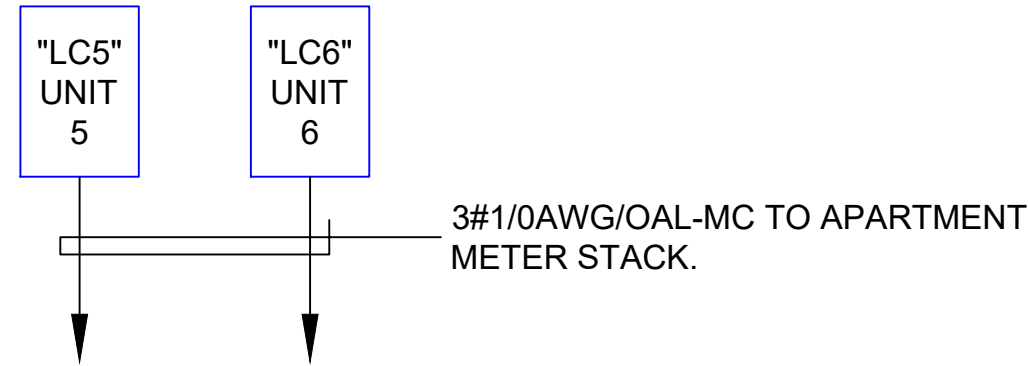 "LC5"
UNIT
5
"LC6"
UNIT
6
3#1/0AWG/OAL-MC TO APARTMENT
METER STACK.